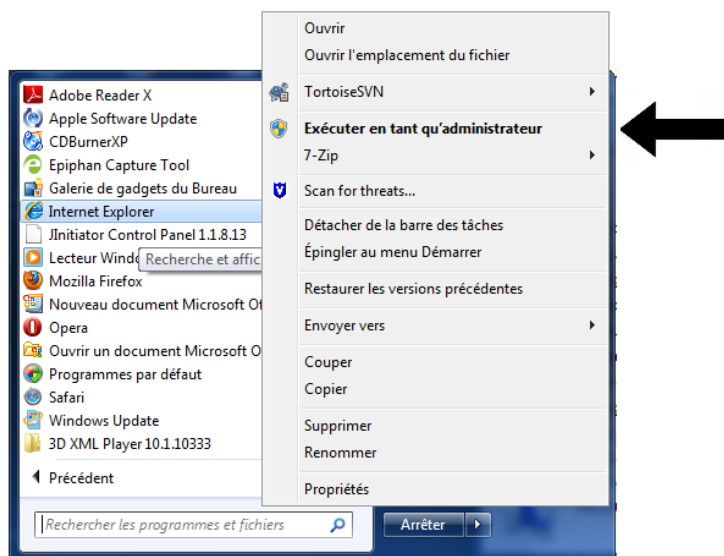 Adobe Reader X
Apple Software Update
CDBurnerXP
Epiphan Capture Tool
Galerie de gadgets du Bureau
Internet Explorer
JInitiator Control Panel 1.1.8.13
Lecteur Windo
Recherche et affic
Mozilla Firefox
Nouveau document Microsoft Of
Opera
Ouvrir un document Microsoft O
Programmes par défaut
Safari
Windows Update
3D XML Player 10.1.10333
Précédent
Rechercher les programmes et fichiers
Arrêter
Ouvrir
Ouvrir l'emplacement du fichier
TortoiseSVN
Exécuter en tant qu'administrateur
7-Zip
Scan for threats...
Détacher de la barre des tâches
Épingler au menu Démarrer
Restaurer les versions précédentes
Envoyer vers
Couper
Copier
Supprimer
Renommer
Propriétés